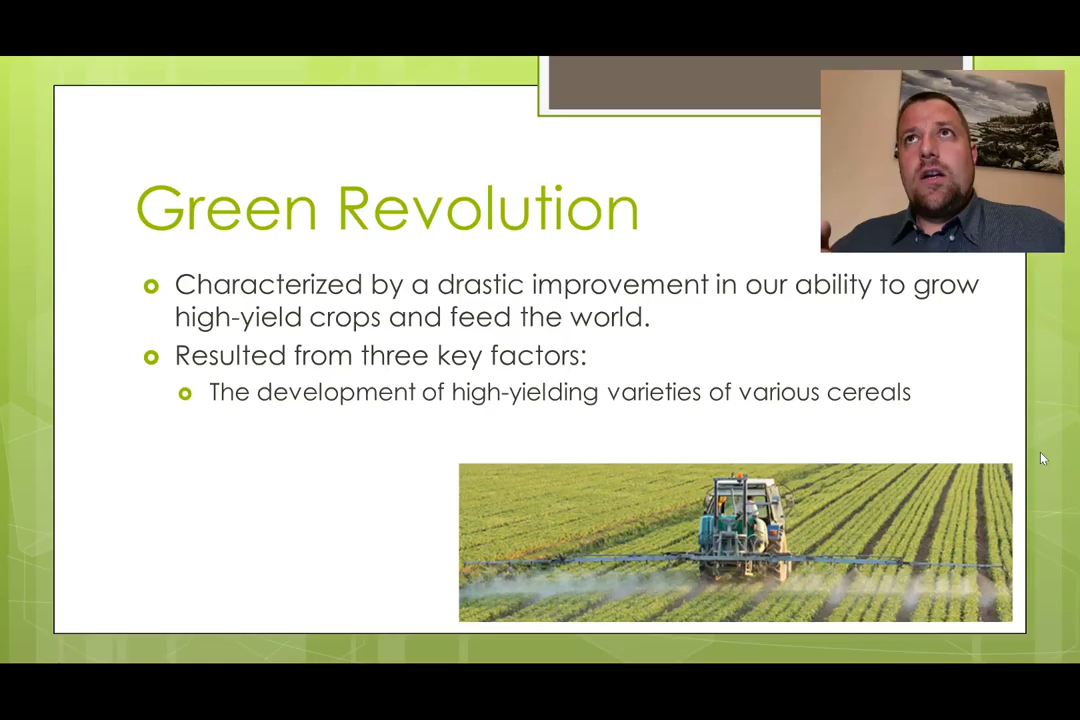 Green Revolution
Characterized by a drastic improvement in our ability to grow
high-yield crops and feed the world.
Resulted from three key factors:
The development of high-yielding varieties of various cereals